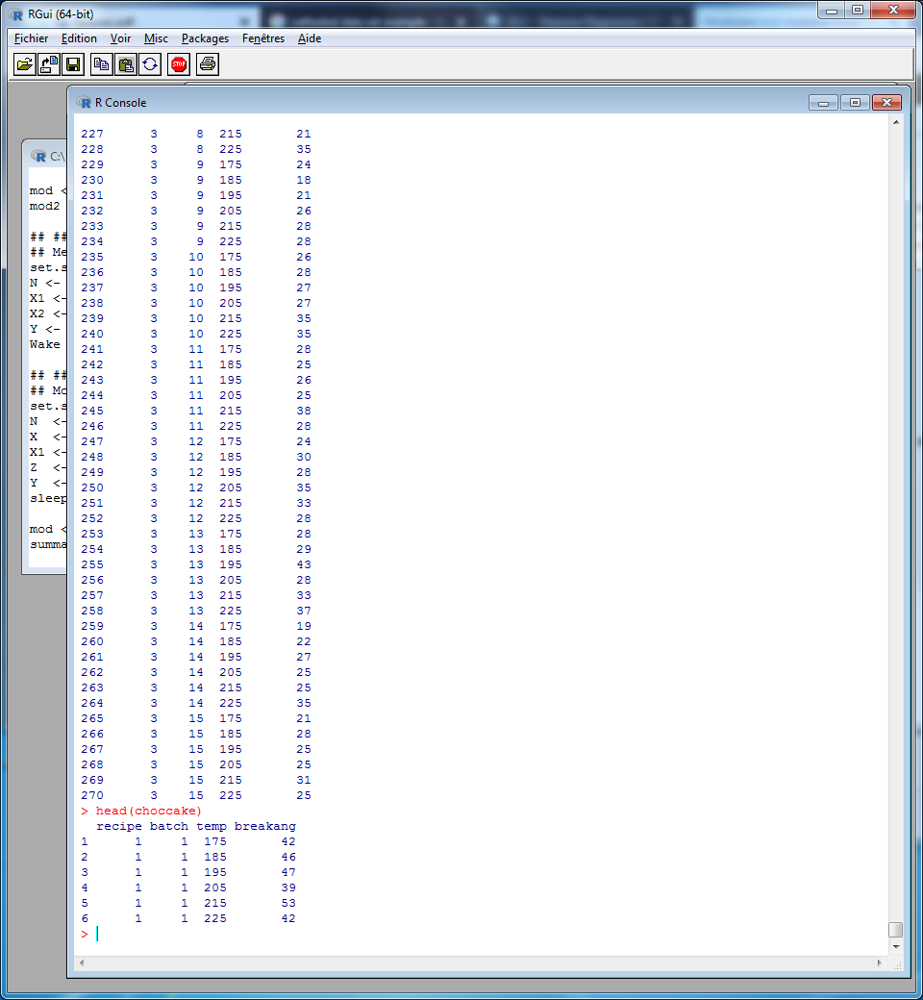 RGui (64-bit)
Fichier Edition Voir Misc Packages Fenêtres Aide
STOP
R Console
227 3 8 215 21
228 3 8 225 35
229 3 9 175 24
230 3 9 185 18
231 3 9 195 21
232 3 9 205 26
233 3 9 215 28
234 3 9 225 28
235 3 10 175 26
236 3 10 185 28
237 3 10 195 27
238 3 10 205 27
239 3 10 215 35
240 3 10 225 35
241 3 11 175 28
242 3 11 185 25
243 3 11 195 26
244 3 11 205 25
245 3 11 215 38
246 3 11 225 28
247 3 12 175 24
248 3 12 185 30
249 3 12 195 28
250 3 12 205 35
251 3 12 215 33
252 3 12 225 28
253 3 13 175 28
254 3 13 185 29
255 3 13 195 43
256 3 13 205 28
257 3 13 215 33
258 3 13 225 37
259 3 14 175 19
260 3 14 185 22
261 3 14 195 27
262 3 14 205 25
263 3 14 215 25
264 3 14 225 35
265 3 15 175 21
266 3 15 185 28
267 3 15 195 25
268 3 15 205 25
269 3 15 215 31
270 3 15 225 25
> head(choccake)
recipe batch temp breakang
1 1 1 175 42
2 1 1 185 46
3 1 1 195 47
4 1 1 205 39
5 1 1 215 53
6 1 1 225 42
>
C:\
mod <
mod2
## ##
## Me
set.s
N <-
X1 <-
X2 <-
Y <-
Wake
## ##
## Mo
set.s
N <-
X <-
X1 <-
Z <-
Y <-
sleep
mod <
summa